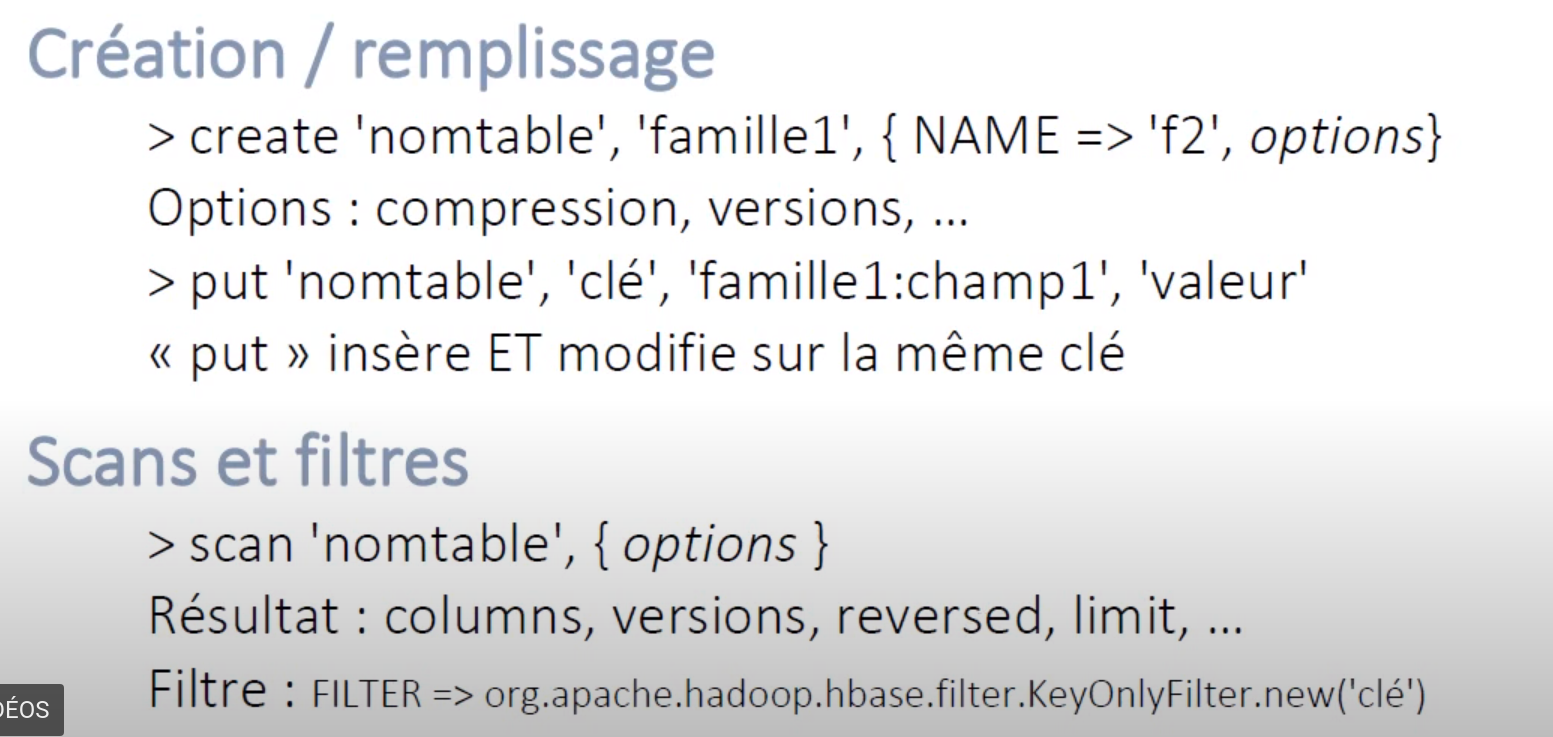 Création / remplissage
> create 'nomtable', 'famille1', { NAME => 'f2', options}
Options : compression, versions, ...
> put 'nomtable', 'clé', 'famille1:champ1', 'valeur'
« put » insère ET modifie sur la même clé
Scans et filtres
> scan 'nomtable', { options }
Résultat : columns, versions, reversed, limit, ...
Filtre : FILTER => org.apache.hadoop.hbase.filter.KeyOnlyFilter.new('clé')
DÉOS